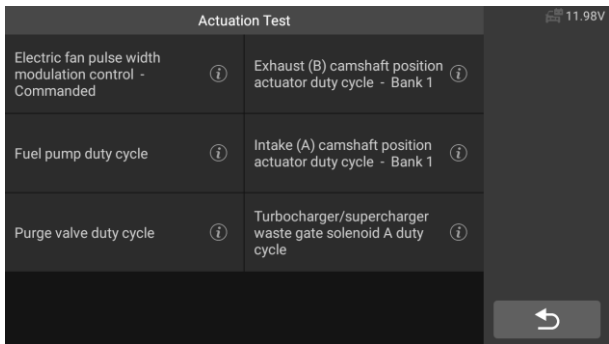 Actuation Test
11.98V
Electric fan pulse width
modulation control -
Commanded
Exhaust (B) camshaft position
actuator duty cycle - Bank 1
Fuel pump duty cycle
Intake (A) camshaft position
actuator duty cycle - Bank 1
Purge valve duty cycle
Turbocharger/supercharger
waste gate solenoid A duty
cycle